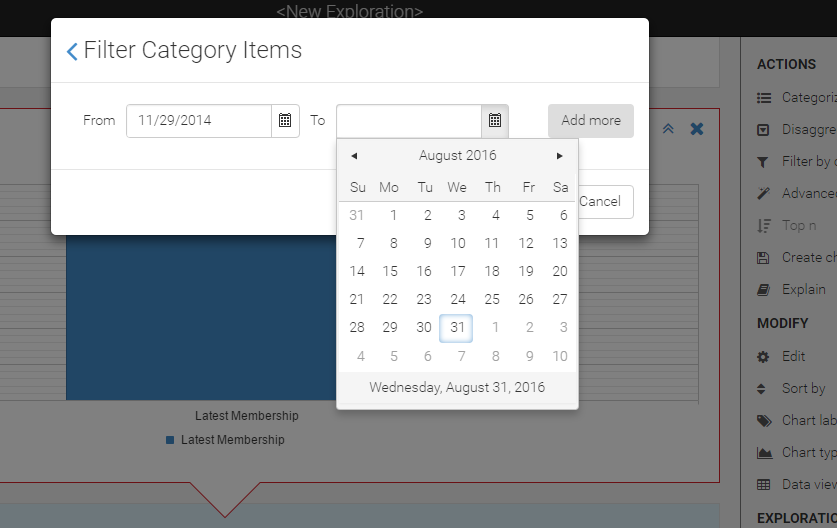 <New Exploration>
Filter Category Items
From 11/29/2014 To Add more
August 2016
Su Mo Tu We Th Fr Sa
31 1 2 3 4 5 6
7 8 9 10 11 12 13
14 15 16 17 18 19 20
21 22 23 24 25 26 27
28 29 30 31 1 2 3
4 5 6 7 8 9 10
Wednesday, August 31, 2016
Cancel
Latest Membership
Latest Membership
ACTIONS
Categoriz
Disaggre
Filter by
Advance
Top n
Create ch
Explain
MODIFY
Edit
Sort by
Chart lab
Chart typ
Data view
EXPLORATIO